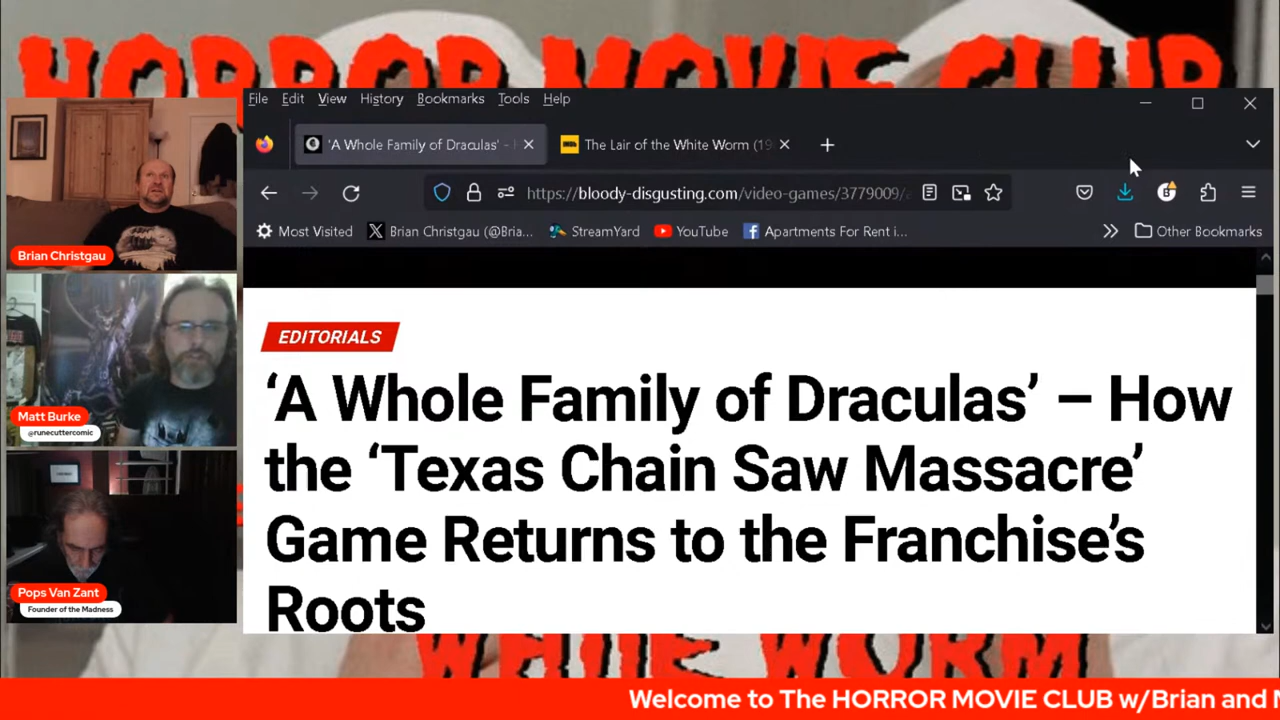 HORROR MOVIE CLUB
File Edit View History Bookmarks Tools Help
'A Whole Family of Draculas' –
The Lair of the White Worm (19
https://bloody-disgusting.com/video-games/3779009/
Most Visited
Brian Christgau (@Bria...
StreamYard
YouTube
Apartments For Rent i...
Other Bookmarks
Brian Christgau
Matt Burke
@runecuttercomic
Pops Van Zant
Founder of the Madness
EDITORIALS
‘A Whole Family of Draculas’ – How
the ‘Texas Chain Saw Massacre’
Game Returns to the Franchise’s
Roots
WHITE WORM
Welcome to The HORROR MOVIE CLUB w/Brian and